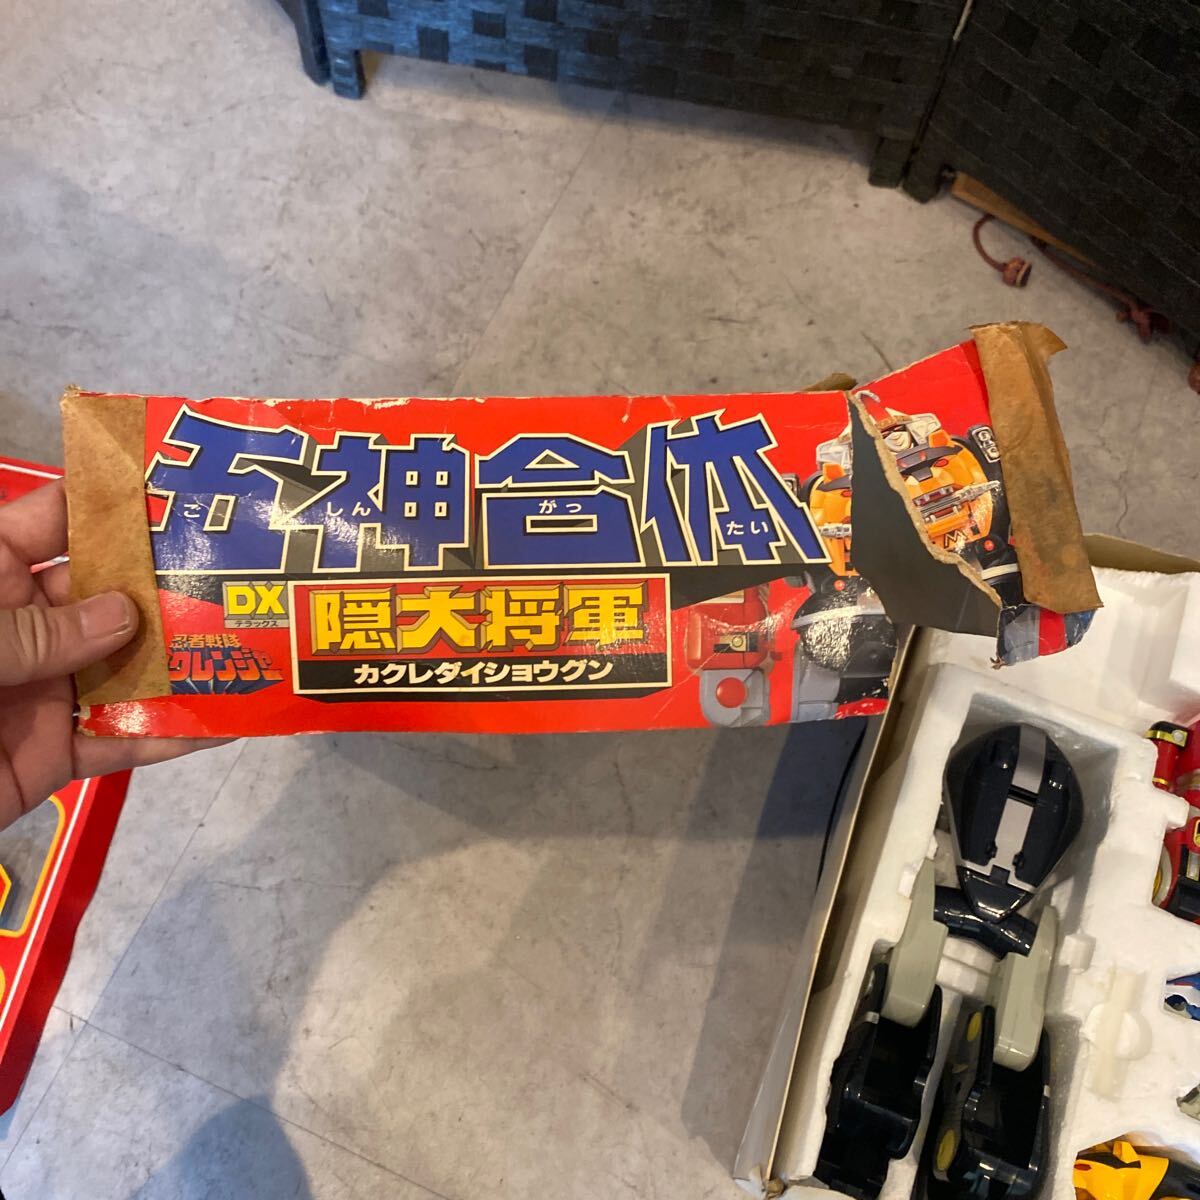 五神合体
ごしんがったい
DX
デラックス
隠大将軍
カクレダイショウグン
忍者戦隊
カクレンジャー